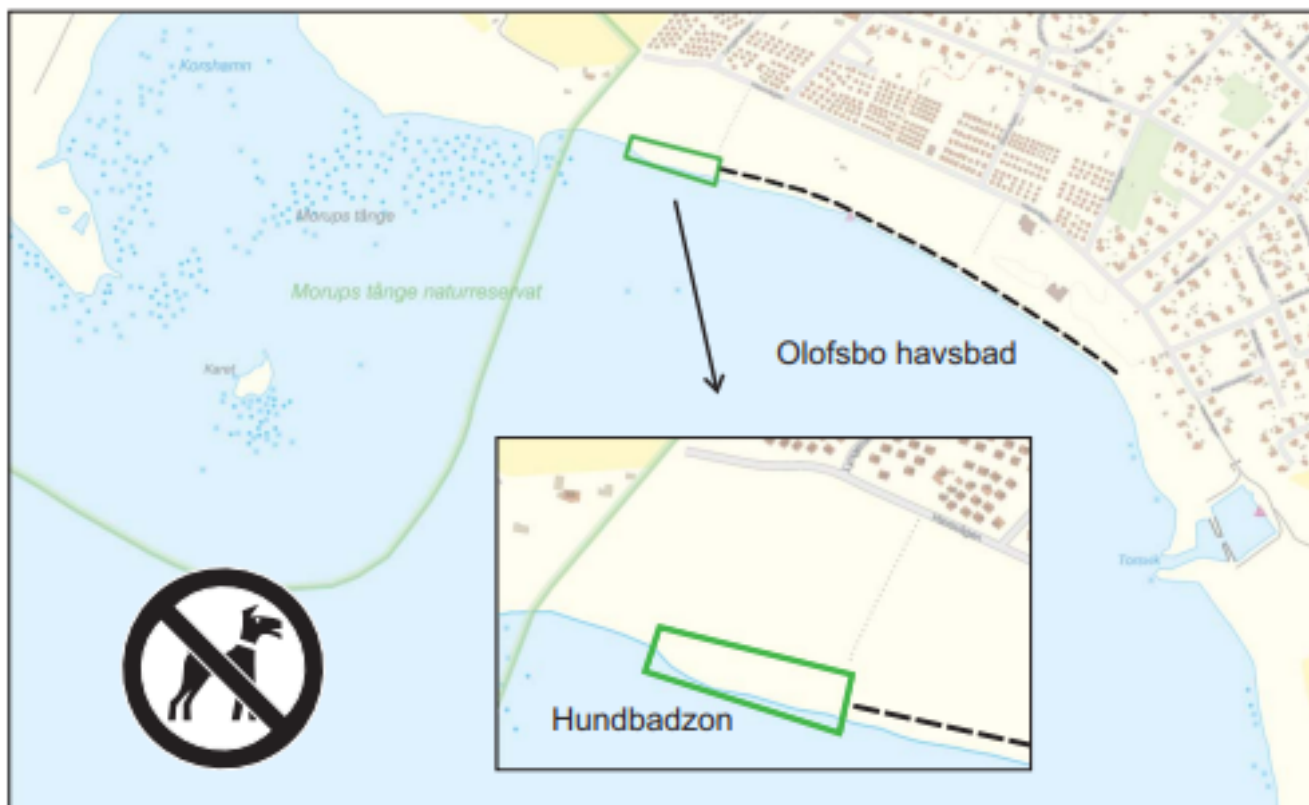 Korshamn
Morups tånge
Morups tånge naturreservat
Karet
Olofsbo havsbad
Torsvik
Hundbadzon